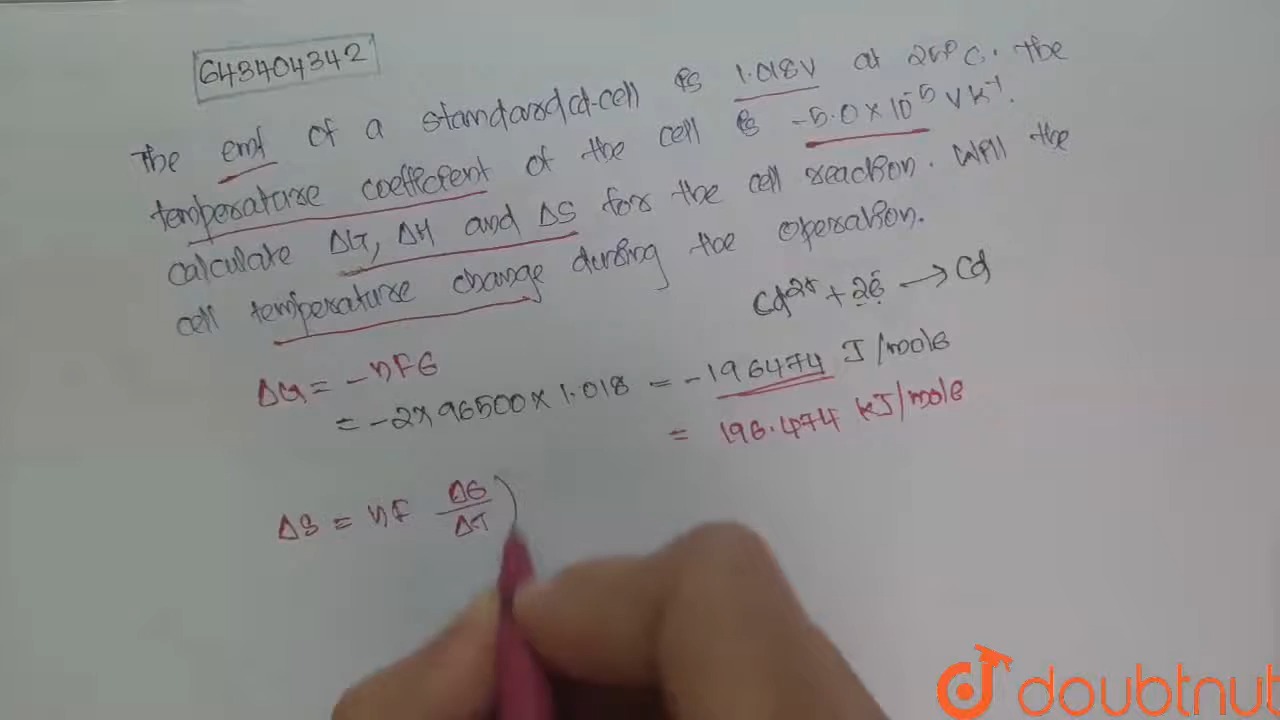 643404342
The emf of a standard Cd-cell is 1.018V at 25°C. The
temperature coefficient of the cell is -5.0×10⁻⁵ VK⁻¹.
calculate ΔG, ΔH and ΔS for the cell reaction. Will the
cell temperature change during the operation.
Cd²⁺ + 2ē → Cd
ΔG = -nFE
= -2×96500×1.018 = -196474 J/mole
= 196.474 kJ/mole
ΔS = nF ΔE/ΔT)
doubtnut